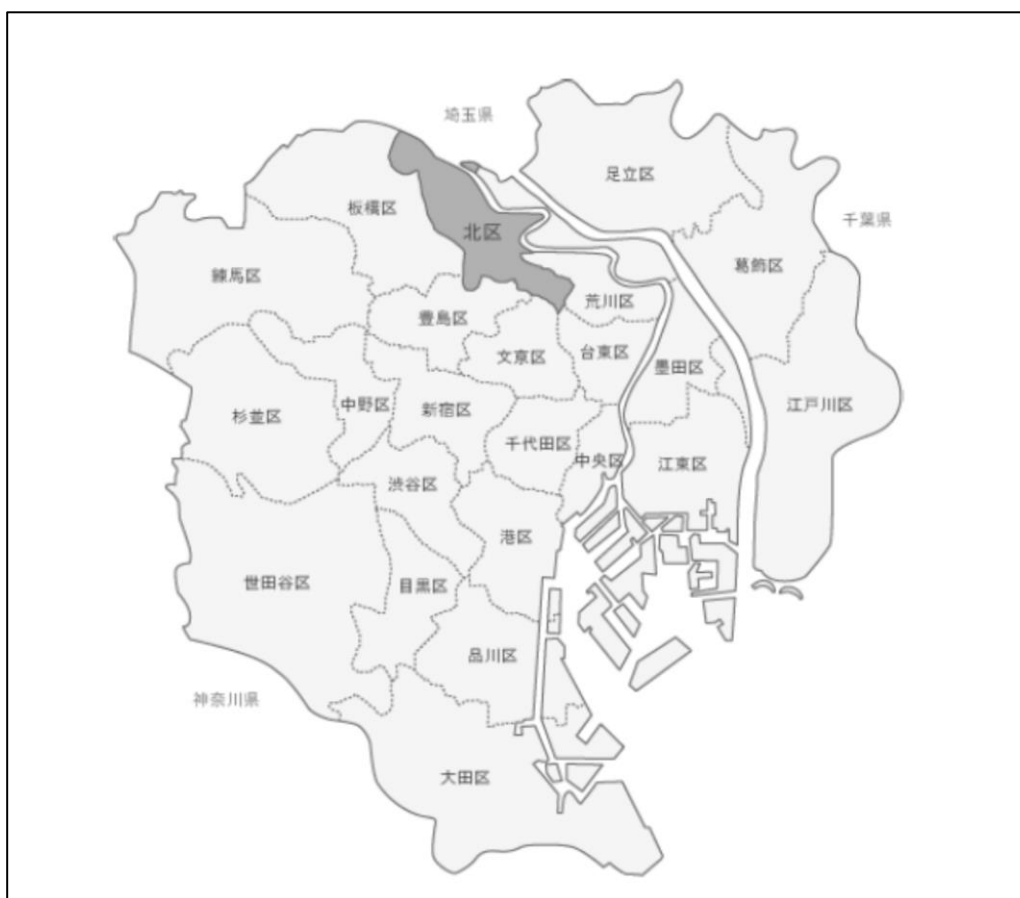 埼玉県
足立区
板橋区
千葉県
北区
葛飾区
練馬区
荒川区
豊島区
文京区
台東区
墨田区
江戸川区
杉並区
中野区
新宿区
千代田区
中央区
江東区
渋谷区
港区
世田谷区
目黒区
品川区
神奈川県
大田区